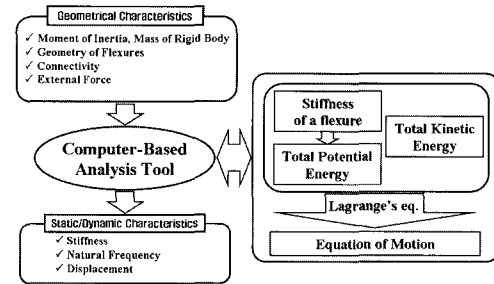 Geometrical Characteristics
✓ Moment of Inertia, Mass of Rigid Body
✓ Geometry of Flexures
✓ Connectivity
✓ External Force
Computer-Based
Analysis Tool
Static/Dynamic Characteristics
✓ Stiffness
✓ Natural Frequency
✓ Displacement
Stiffness
of a flexure
Total Potential
Energy
Total Kinetic
Energy
Lagrange's eq.
Equation of Motion